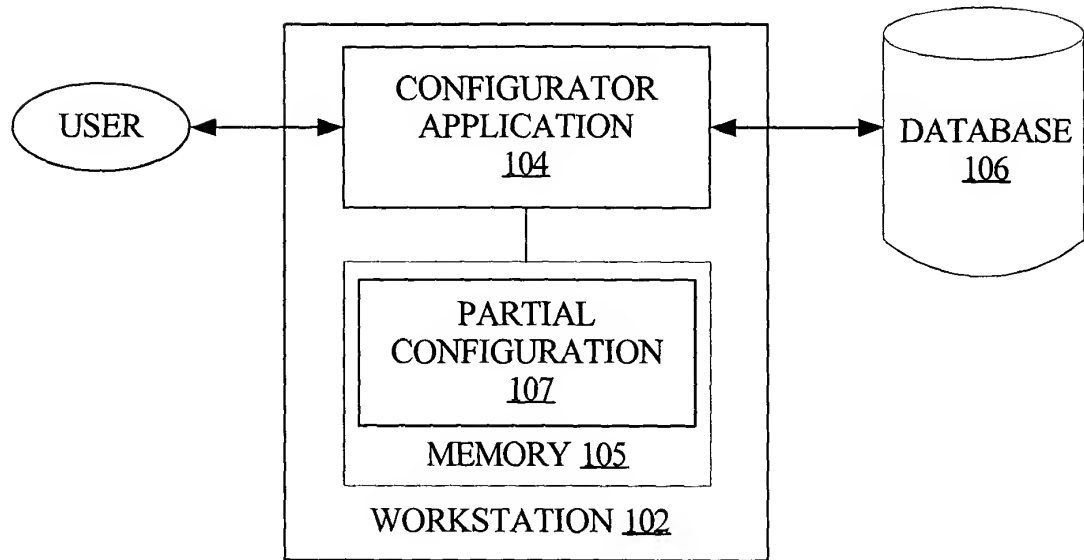 USER
CONFIGURATOR
APPLICATION
104
DATABASE
106
PARTIAL
CONFIGURATION
107
MEMORY 105
WORKSTATION 102